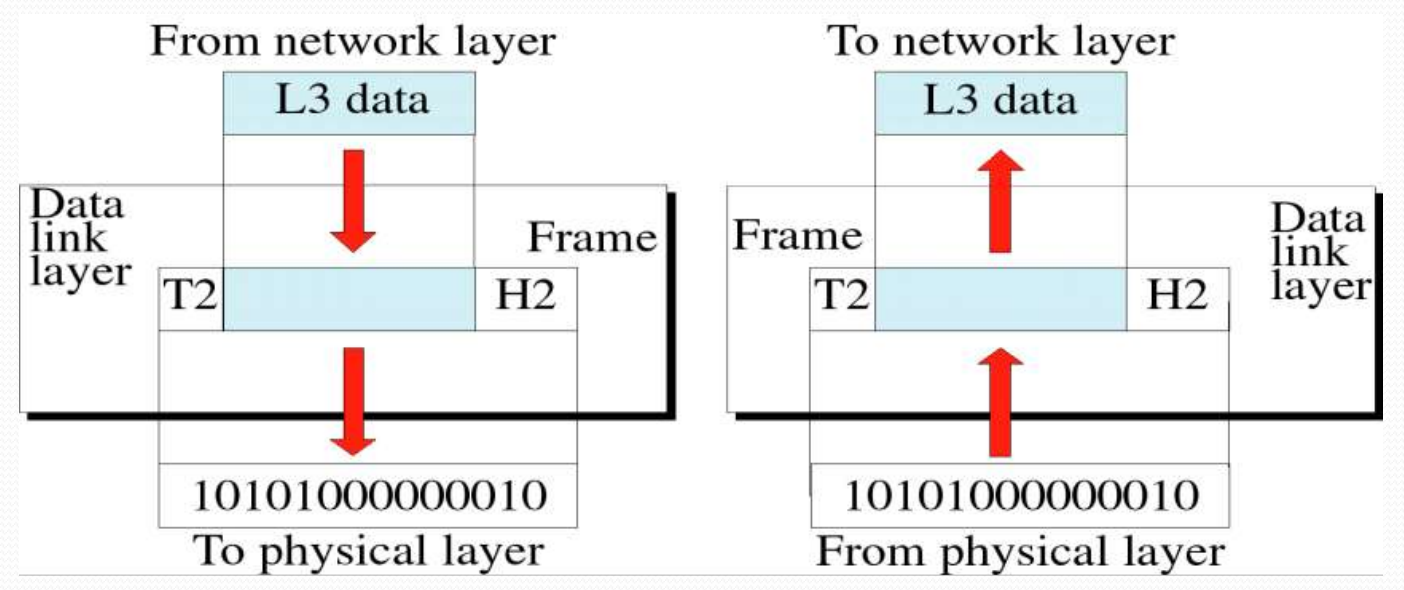 From network layer
L3 data
Data
link
layer
Frame
T2
H2
10101000000010
To physical layer
To network layer
L3 data
Frame
Data
link
layer
T2
H2
10101000000010
From physical layer